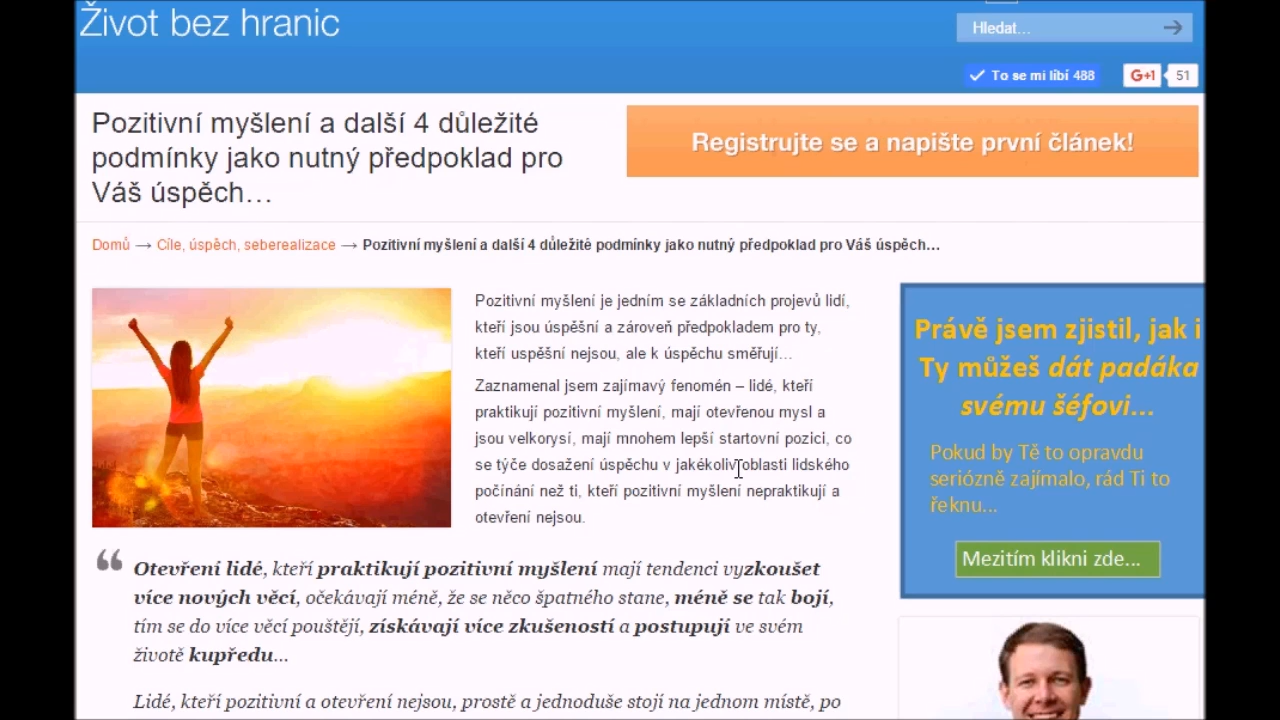 Život bez hranic
Hledat...
To se mi líbí 488
G+1
51
Pozitivní myšlení a další 4 důležité
podmínky jako nutný předpoklad pro
Váš úspěch…
Registrujte se a napište první článek!
Domů → Cíle, úspěch, seberealizace → Pozitivní myšlení a další 4 důležité podmínky jako nutný předpoklad pro Váš úspěch…
Pozitivní myšlení je jedním se základních projevů lidí,
kteří jsou úspěšní a zároveň předpokladem pro ty,
kteří uspěšní nejsou, ale k úspěchu směřují…
Zaznamenal jsem zajímavý fenomén – lidé, kteří
praktikují pozitivní myšlení, mají otevřenou mysl a
jsou velkorysí, mají mnohem lepší startovní pozici, co
se týče dosažení úspěchu v jakékoliv oblasti lidského
počínání než ti, kteří pozitivní myšlení nepraktikují a
otevření nejsou.
“ Otevření lidé, kteří praktikují pozitivní myšlení mají tendenci vyzkoušet
více nových věcí, očekávají méně, že se něco špatného stane, méně se tak bojí,
tím se do více věcí pouštějí, získávají více zkušeností a postupují ve svém
životě kupředu…
Lidé, kteří pozitivní a otevření nejsou, prostě a jednoduše stojí na jednom místě, po
Právě jsem zjistil, jak i
Ty můžeš dát padáka
svému šéfovi...
Pokud by Tě to opravdu
seriózně zajímalo, rád Ti to
řeknu...
Mezitím klikni zde...